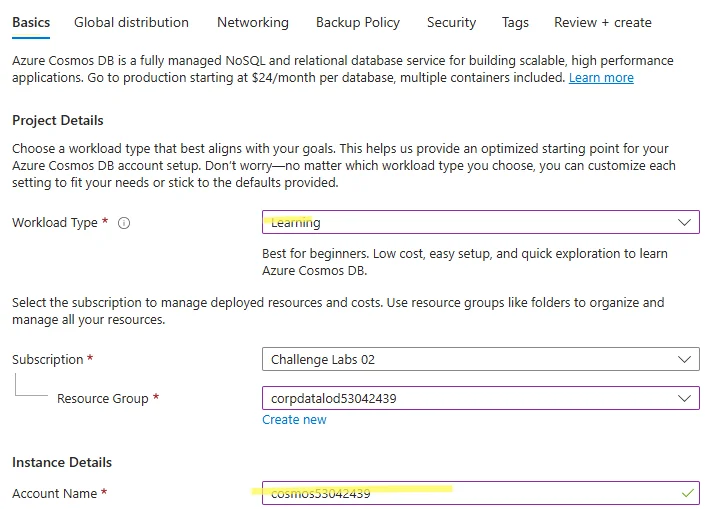 Basics Global distribution Networking Backup Policy Security Tags Review + create
Azure Cosmos DB is a fully managed NoSQL and relational database service for building scalable, high performance
applications. Go to production starting at $24/month per database, multiple containers included. Learn more
Project Details
Choose a workload type that best aligns with your goals. This helps us provide an optimized starting point for your
Azure Cosmos DB account setup. Don't worry—no matter which workload type you choose, you can customize each
setting to fit your needs or stick to the defaults provided.
Workload Type * Learning
Best for beginners. Low cost, easy setup, and quick exploration to learn
Azure Cosmos DB.
Select the subscription to manage deployed resources and costs. Use resource groups like folders to organize and
manage all your resources.
Subscription * Challenge Labs 02
Resource Group * corpdatalod53042439
Create new
Instance Details
Account Name * cosmos53042439